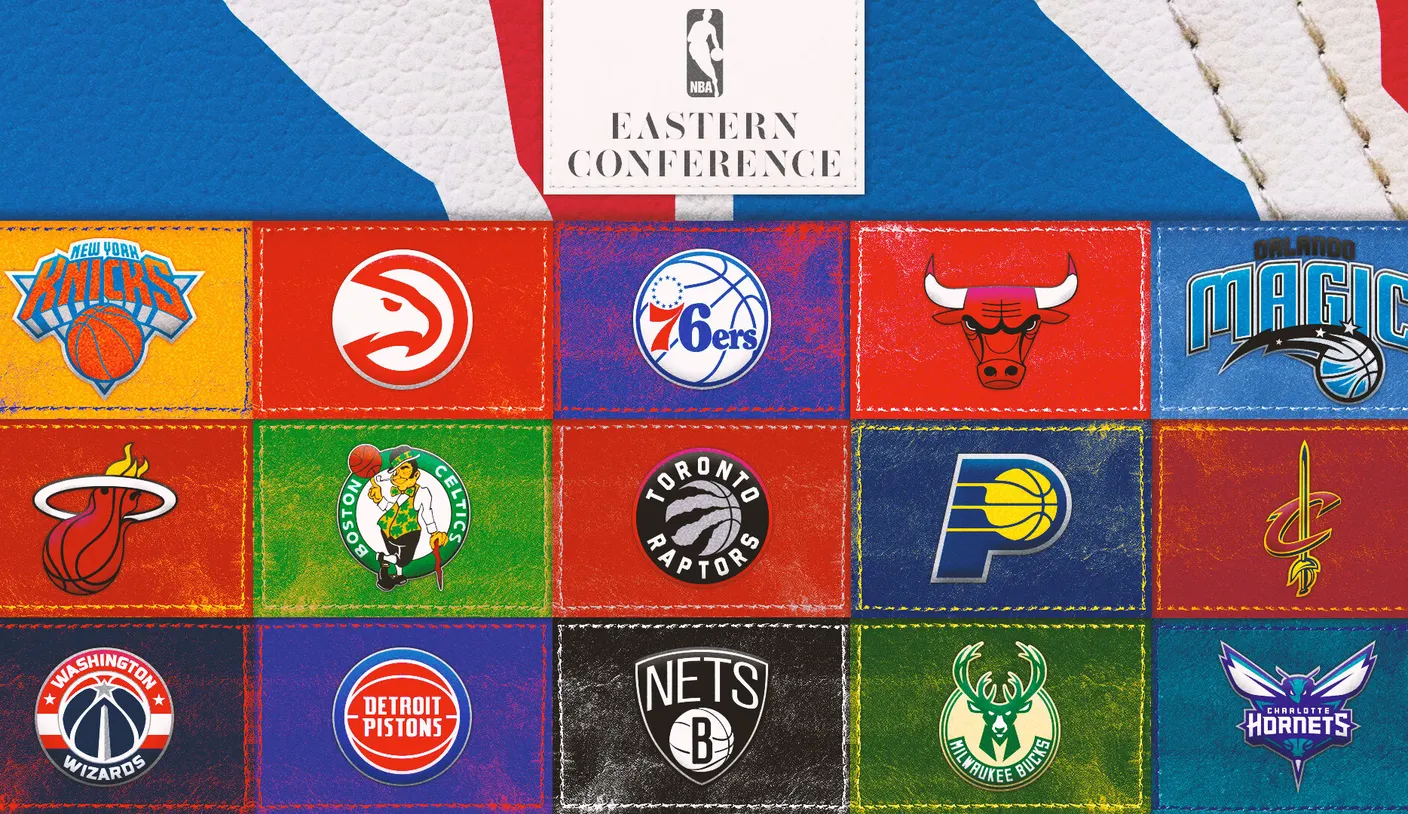 NBA
EASTERN
CONFERENCE
NEW YORK
KNICKS
76ers
ORLANDO
MAGIC
BOSTON CELTICS
TORONTO
RAPTORS
WASHINGTON
WIZARDS
DETROIT
PISTONS
NETS
B
MILWAUKEE BUCKS
CHARLOTTE
HORNETS